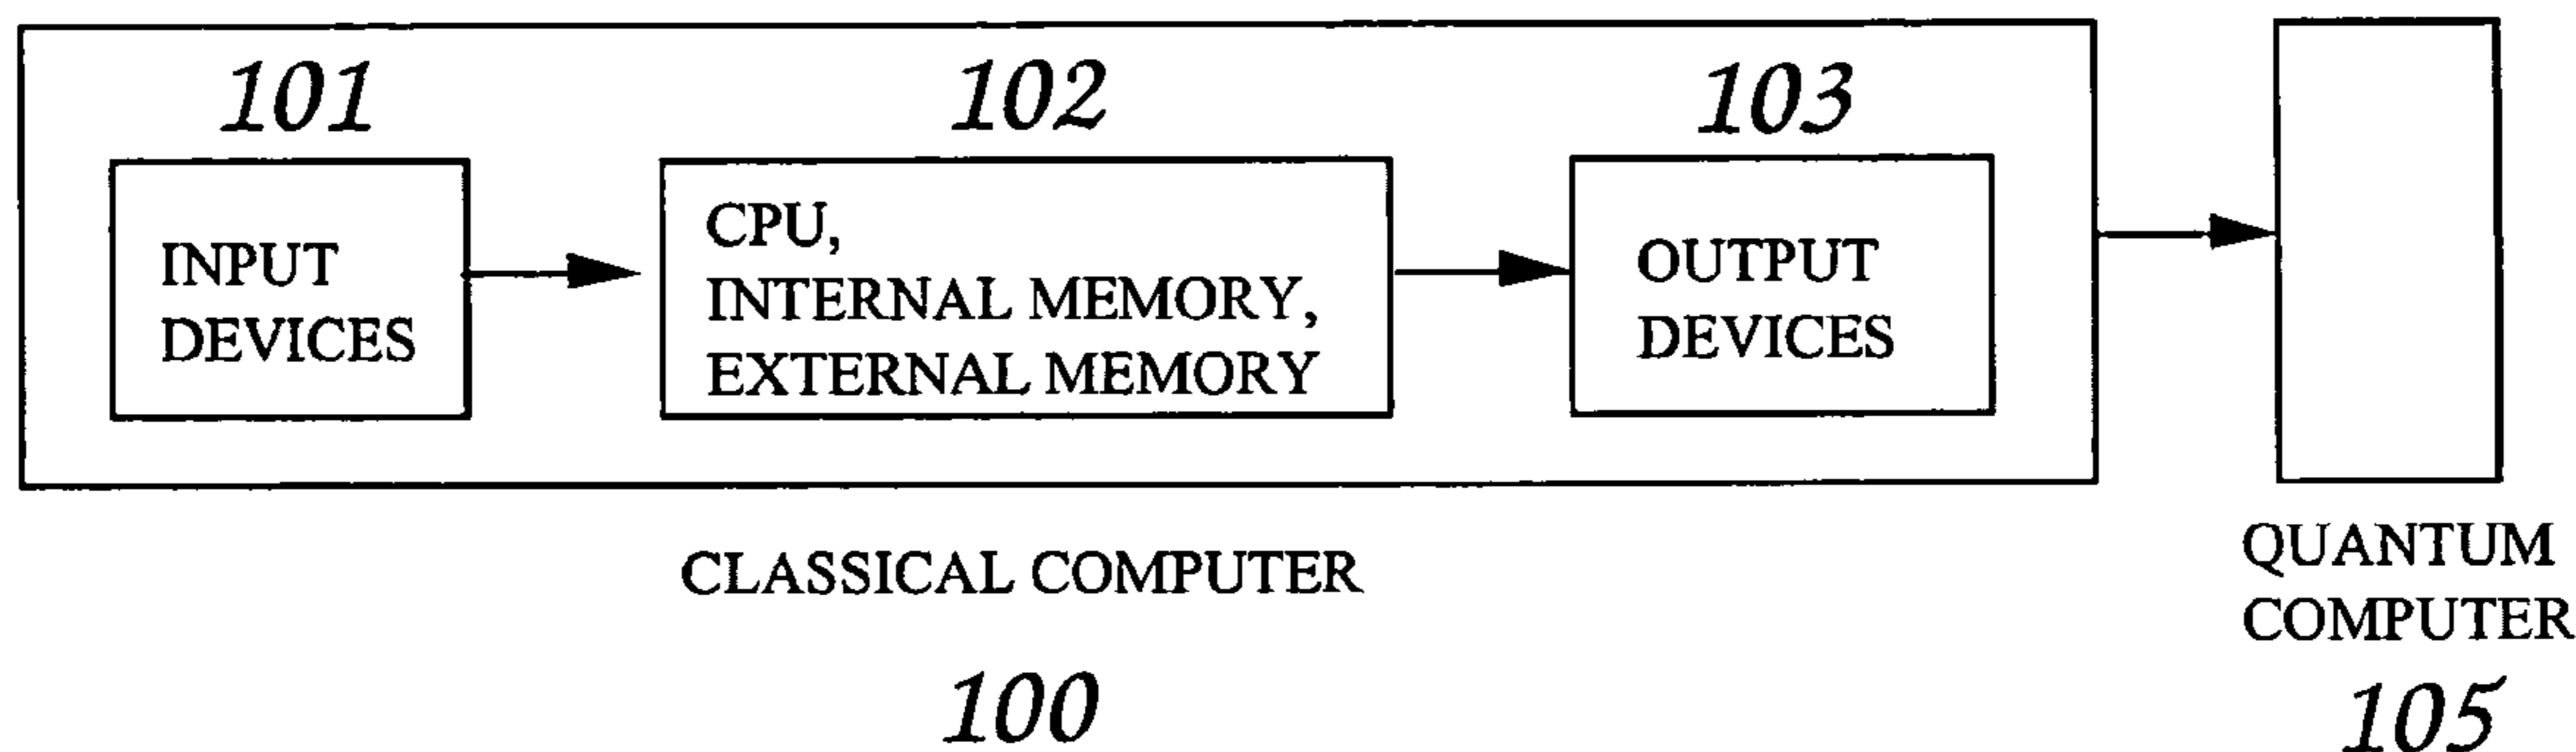 101
102
103
INPUT
DEVICES
CPU,
INTERNAL MEMORY,
EXTERNAL MEMORY
OUTPUT
DEVICES
CLASSICAL COMPUTER
100
QUANTUM
COMPUTER
105